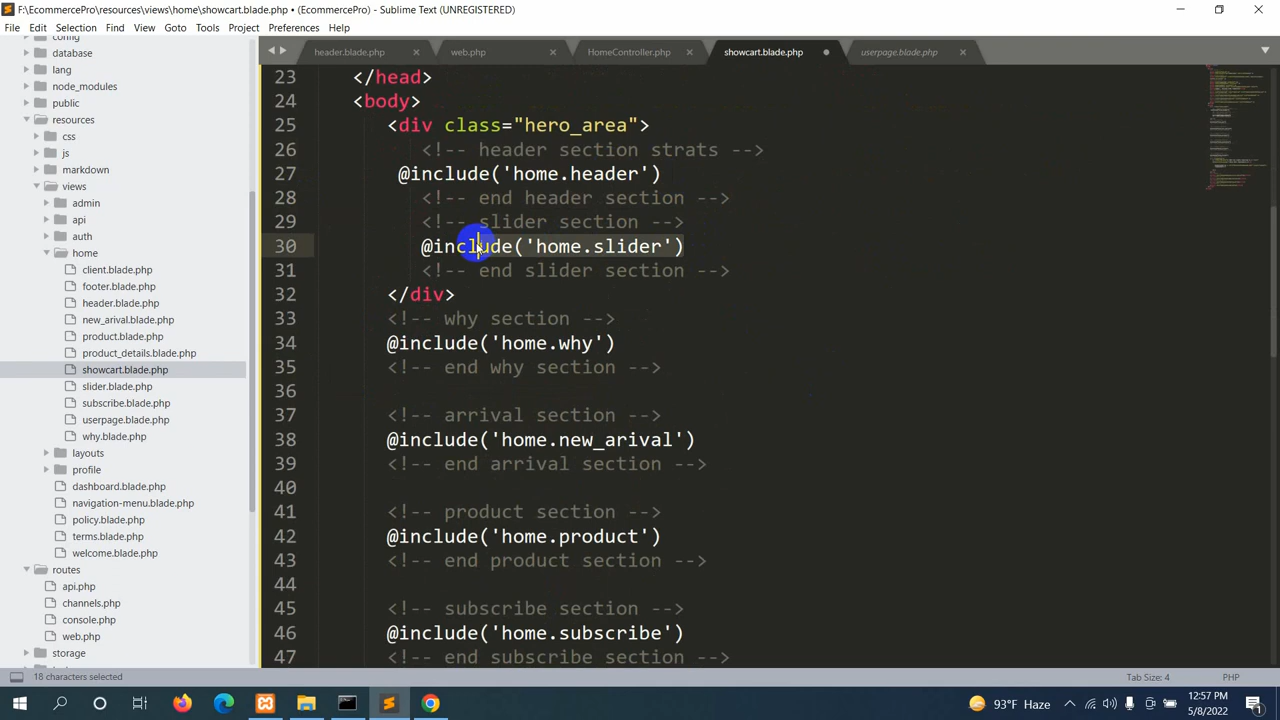 F:\EcommercePro\resources\views\home\showcart.blade.php • (EcommercePro) - Sublime Text (UNREGISTERED)
File Edit Selection Find View Goto Tools Project Preferences Help
config
database
lang
node_modules
public
resources
css
js
markdown
views
admin
api
auth
home
client.blade.php
footer.blade.php
header.blade.php
new_arival.blade.php
product.blade.php
product_details.blade.php
showcart.blade.php
slider.blade.php
subscribe.blade.php
userpage.blade.php
why.blade.php
layouts
profile
dashboard.blade.php
navigation-menu.blade.php
policy.blade.php
terms.blade.php
welcome.blade.php
routes
api.php
channels.php
console.php
web.php
storage
header.blade.php web.php HomeController.php showcart.blade.php userpage.blade.php
23 </head>
24 <body>
25 <div class="hero_area">
26 <!-- header section strats -->
27 @include('home.header')
28 <!-- end header section -->
29 <!-- slider section -->
30 @include('home.slider')
31 <!-- end slider section -->
32 </div>
33 <!-- why section -->
34 @include('home.why')
35 <!-- end why section -->
36
37 <!-- arrival section -->
38 @include('home.new_arival')
39 <!-- end arrival section -->
40
41 <!-- product section -->
42 @include('home.product')
43 <!-- end product section -->
44
45 <!-- subscribe section -->
46 @include('home.subscribe')
47 <!-- end subscribe section -->
18 characters selected Tab Size: 4 PHP
93°F Haze 12:57 PM
5/8/2022